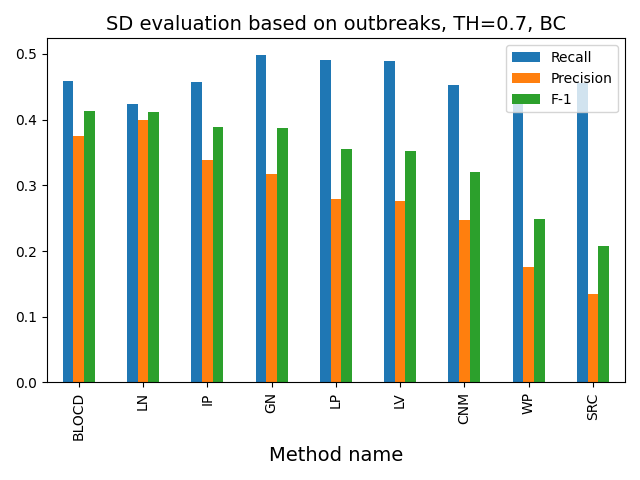 SD evaluation based on outbreaks, TH=0.7, BC
0.5
0.4
0.3
0.2
0.1
0.0
Recall
Precision
F-1
BLOCD
LN
IP
GN
LP
LV
CNM
WP
SRC
Method name